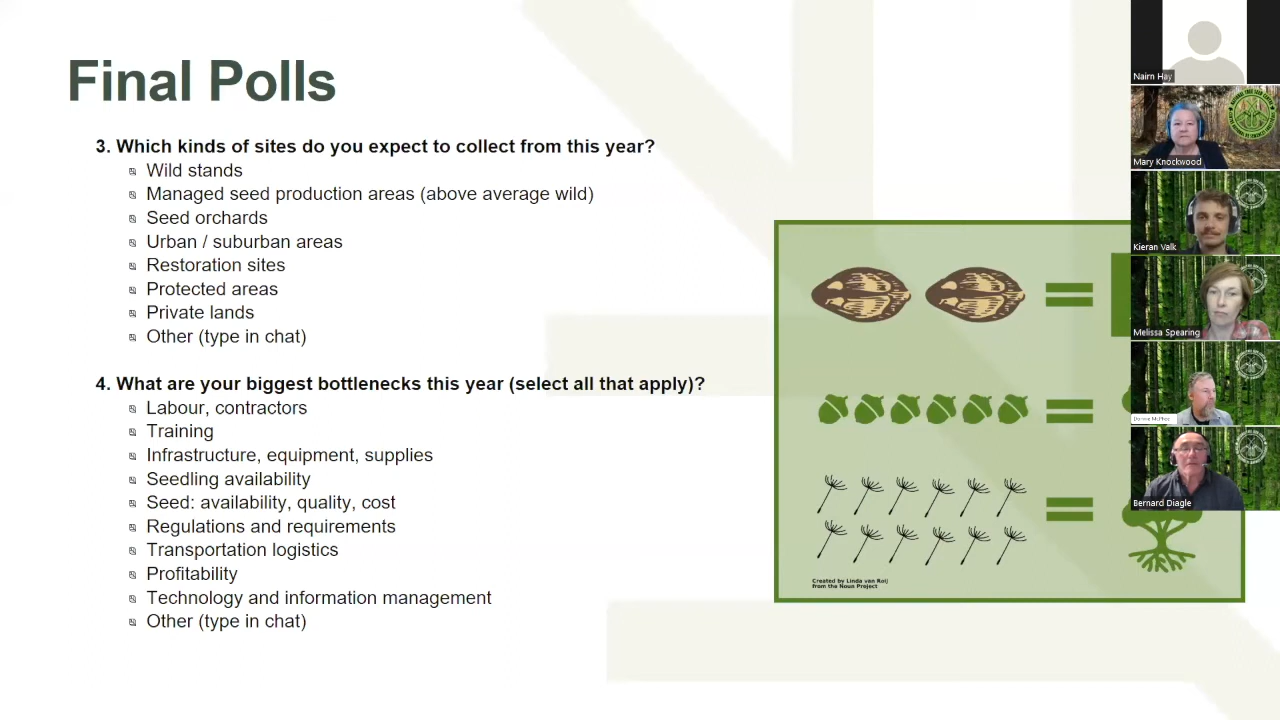 Final Polls
3. Which kinds of sites do you expect to collect from this year?
Wild stands
Managed seed production areas (above average wild)
Seed orchards
Urban / suburban areas
Restoration sites
Protected areas
Private lands
Other (type in chat)
4. What are your biggest bottlenecks this year (select all that apply)?
Labour, contractors
Training
Infrastructure, equipment, supplies
Seedling availability
Seed: availability, quality, cost
Regulations and requirements
Transportation logistics
Profitability
Technology and information management
Other (type in chat)
Created by Linda van Roij
from the Noun Project
Nairn Hay
Mary Knockwood
Kieran Valk
Melissa Spearing
Donnie McPhee
Bernard Diagle